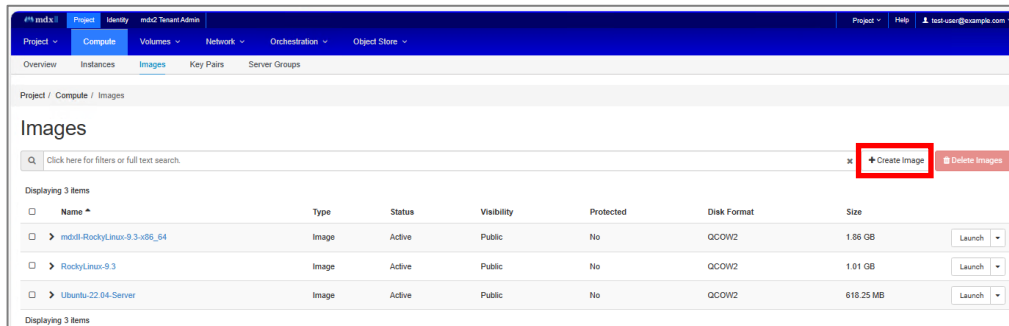 mdx II Project Identity mdx2 Tenant Admin Project Help test-user@example.com
Project Compute Volumes Network Orchestration Object Store
Overview Instances Images Key Pairs Server Groups
Project / Compute / Images
Images
Click here for filters or full text search. × +Create Image Delete Images
Displaying 3 items
Name Type Status Visibility Protected Disk Format Size
mdxII-RockyLinux-9.3-x86_64 Image Active Public No QCOW2 1.86 GB Launch
RockyLinux-9.3 Image Active Public No QCOW2 1.01 GB Launch
Ubuntu-22.04-Server Image Active Public No QCOW2 618.25 MB Launch
Displaying 3 items